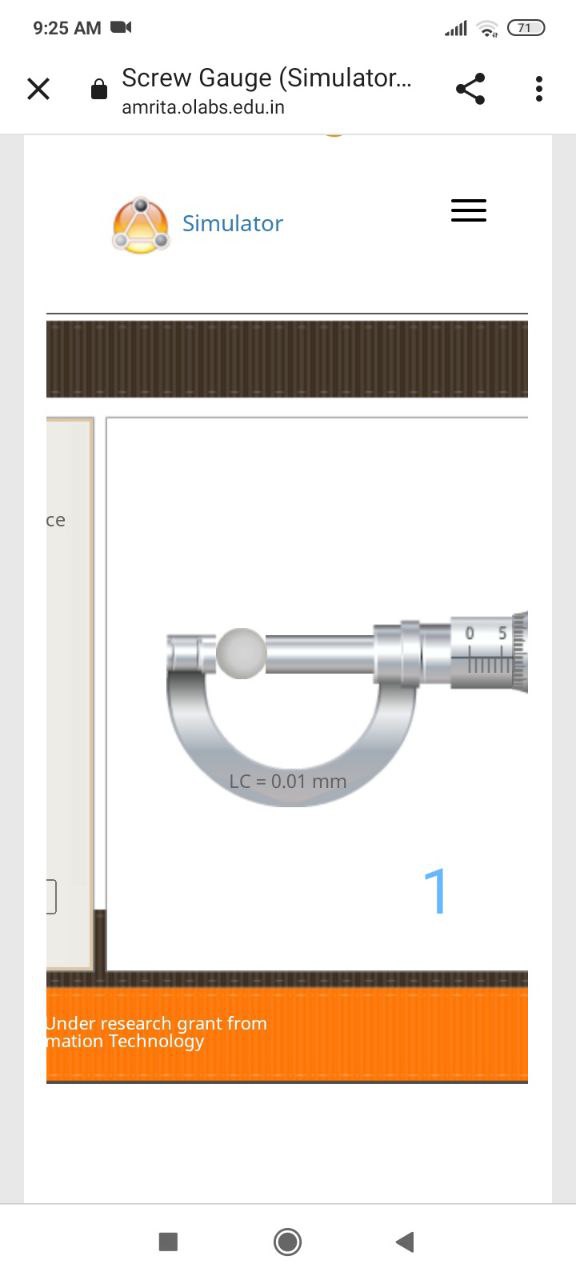 9:25 AM
71
Screw Gauge (Simulator...
amrita.olabs.edu.in
Simulator
ce
0 5
LC = 0.01 mm
1
Under research grant from
mation Technology